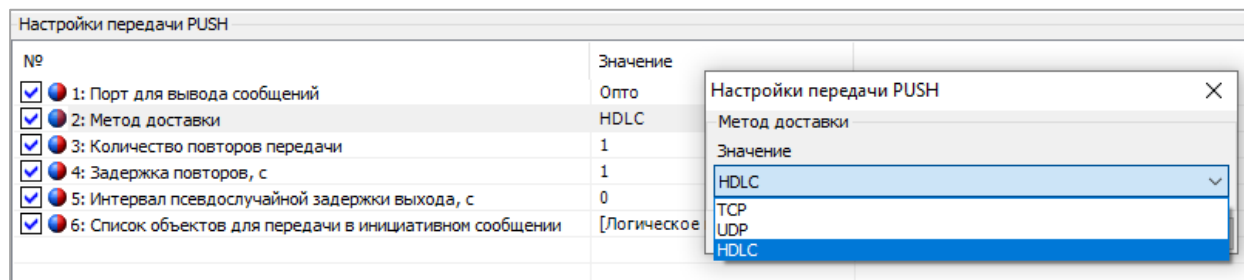 Настройки передачи PUSH
№ Значение
1: Порт для вывода сообщений Опто
2: Метод доставки HDLC
3: Количество повторов передачи 1
4: Задержка повторов, с 1
5: Интервал псевдослучайной задержки выхода, с 0
6: Список объектов для передачи в инициативном сообщении [Логическое
Настройки передачи PUSH
Метод доставки
Значение
HDLC
TCP
UDP
HDLC